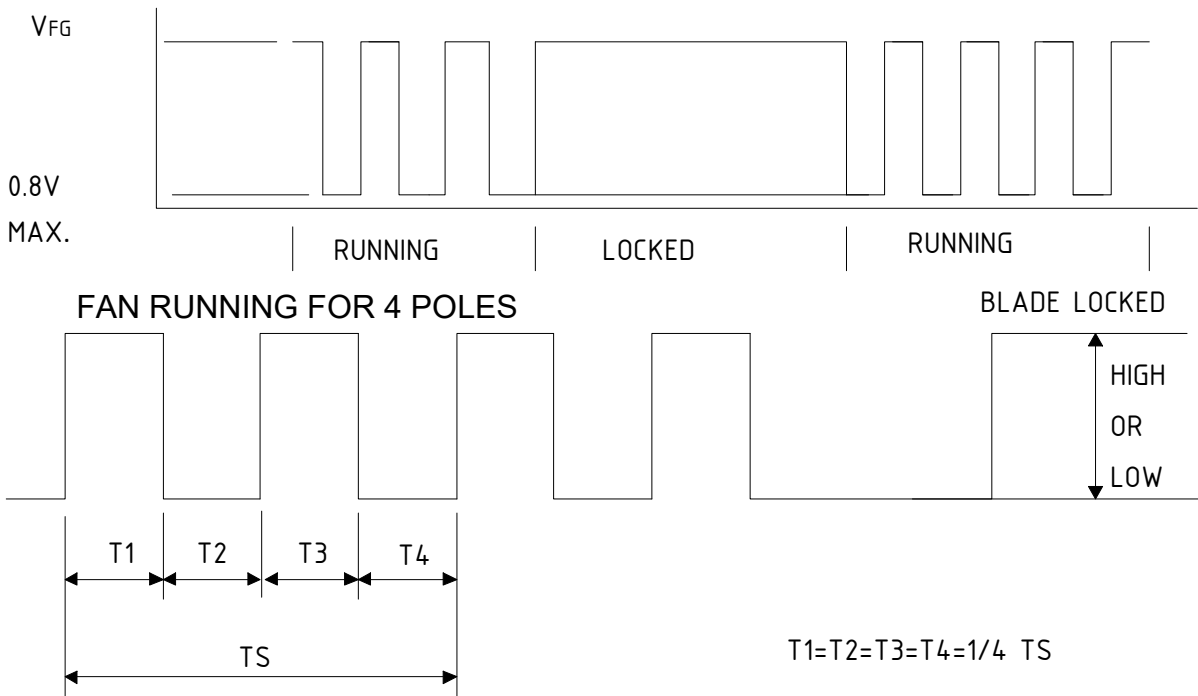 VFG
0.8V
MAX.
RUNNING LOCKED RUNNING
FAN RUNNING FOR 4 POLES
BLADE LOCKED
HIGH
OR
LOW
T1 T2 T3 T4
TS
T1=T2=T3=T4=1/4 TS